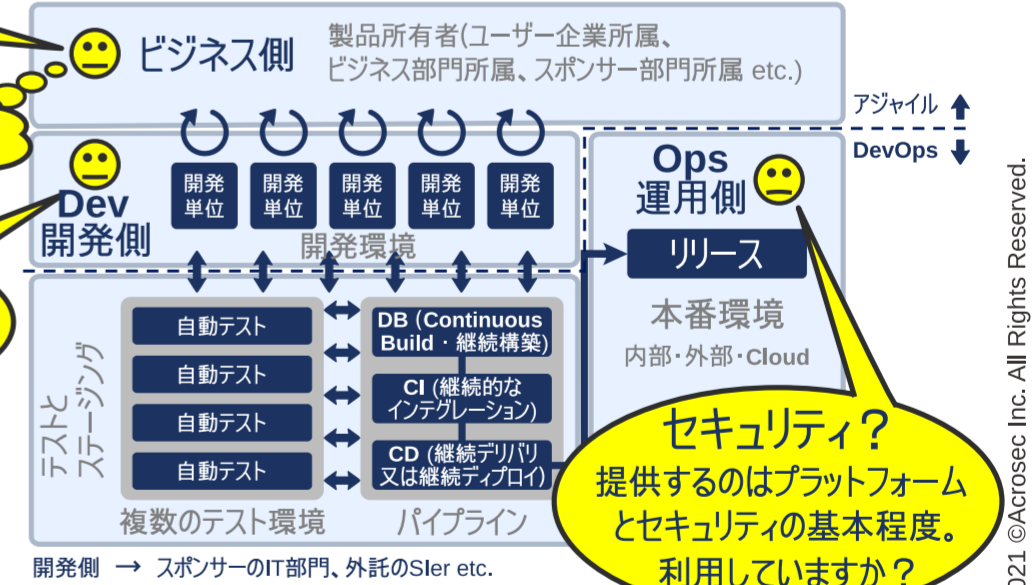 ビジネス側
製品所有者(ユーザー企業所属、
ビジネス部門所属、スポンサー部門所属 etc.)
アジャイル
DevOps
Dev
開発側
開発
単位
開発
単位
開発
単位
開発
単位
開発
単位
開発環境
Ops
運用側
リリース
本番環境
内部・外部・Cloud
テストと
ステージング
自動テスト
自動テスト
自動テスト
自動テスト
複数のテスト環境
DB (Continuous
Build・継続構築)
CI (継続的な
インテグレーション)
CD (継続デリバリ
又は継続ディプロイ)
パイプライン
セキュリティ？
提供するのはプラットフォーム
とセキュリティの基本程度。
利用していますか？
開発側 → スポンサーのIT部門、外託のSIer etc.
021 ©Acrosec Inc. All Rights Reserved.